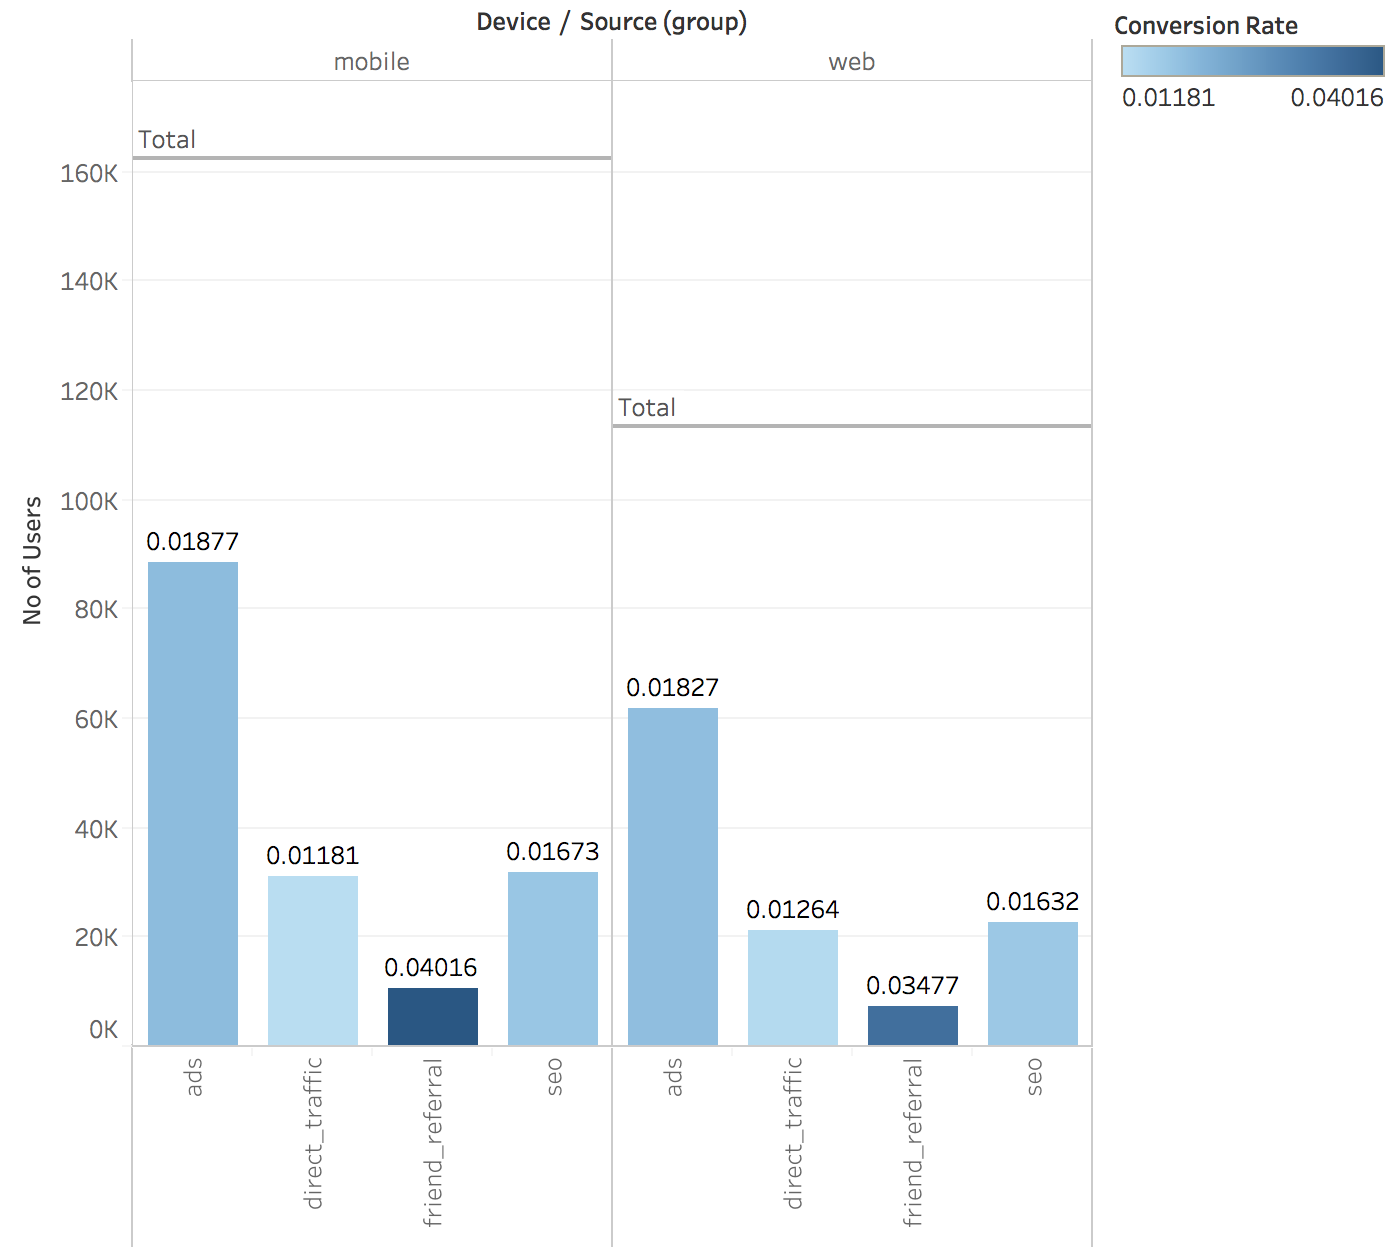 Device / Source (group)
mobile
web
Conversion Rate
0.01181
0.04016
No of Users
160K
140K
120K
100K
80K
60K
40K
20K
0K
Total
Total
0.01877
0.01181
0.04016
0.01673
0.01827
0.01264
0.03477
0.01632
ads
direct_traffic
friend_referral
seo
ads
direct_traffic
friend_referral
seo